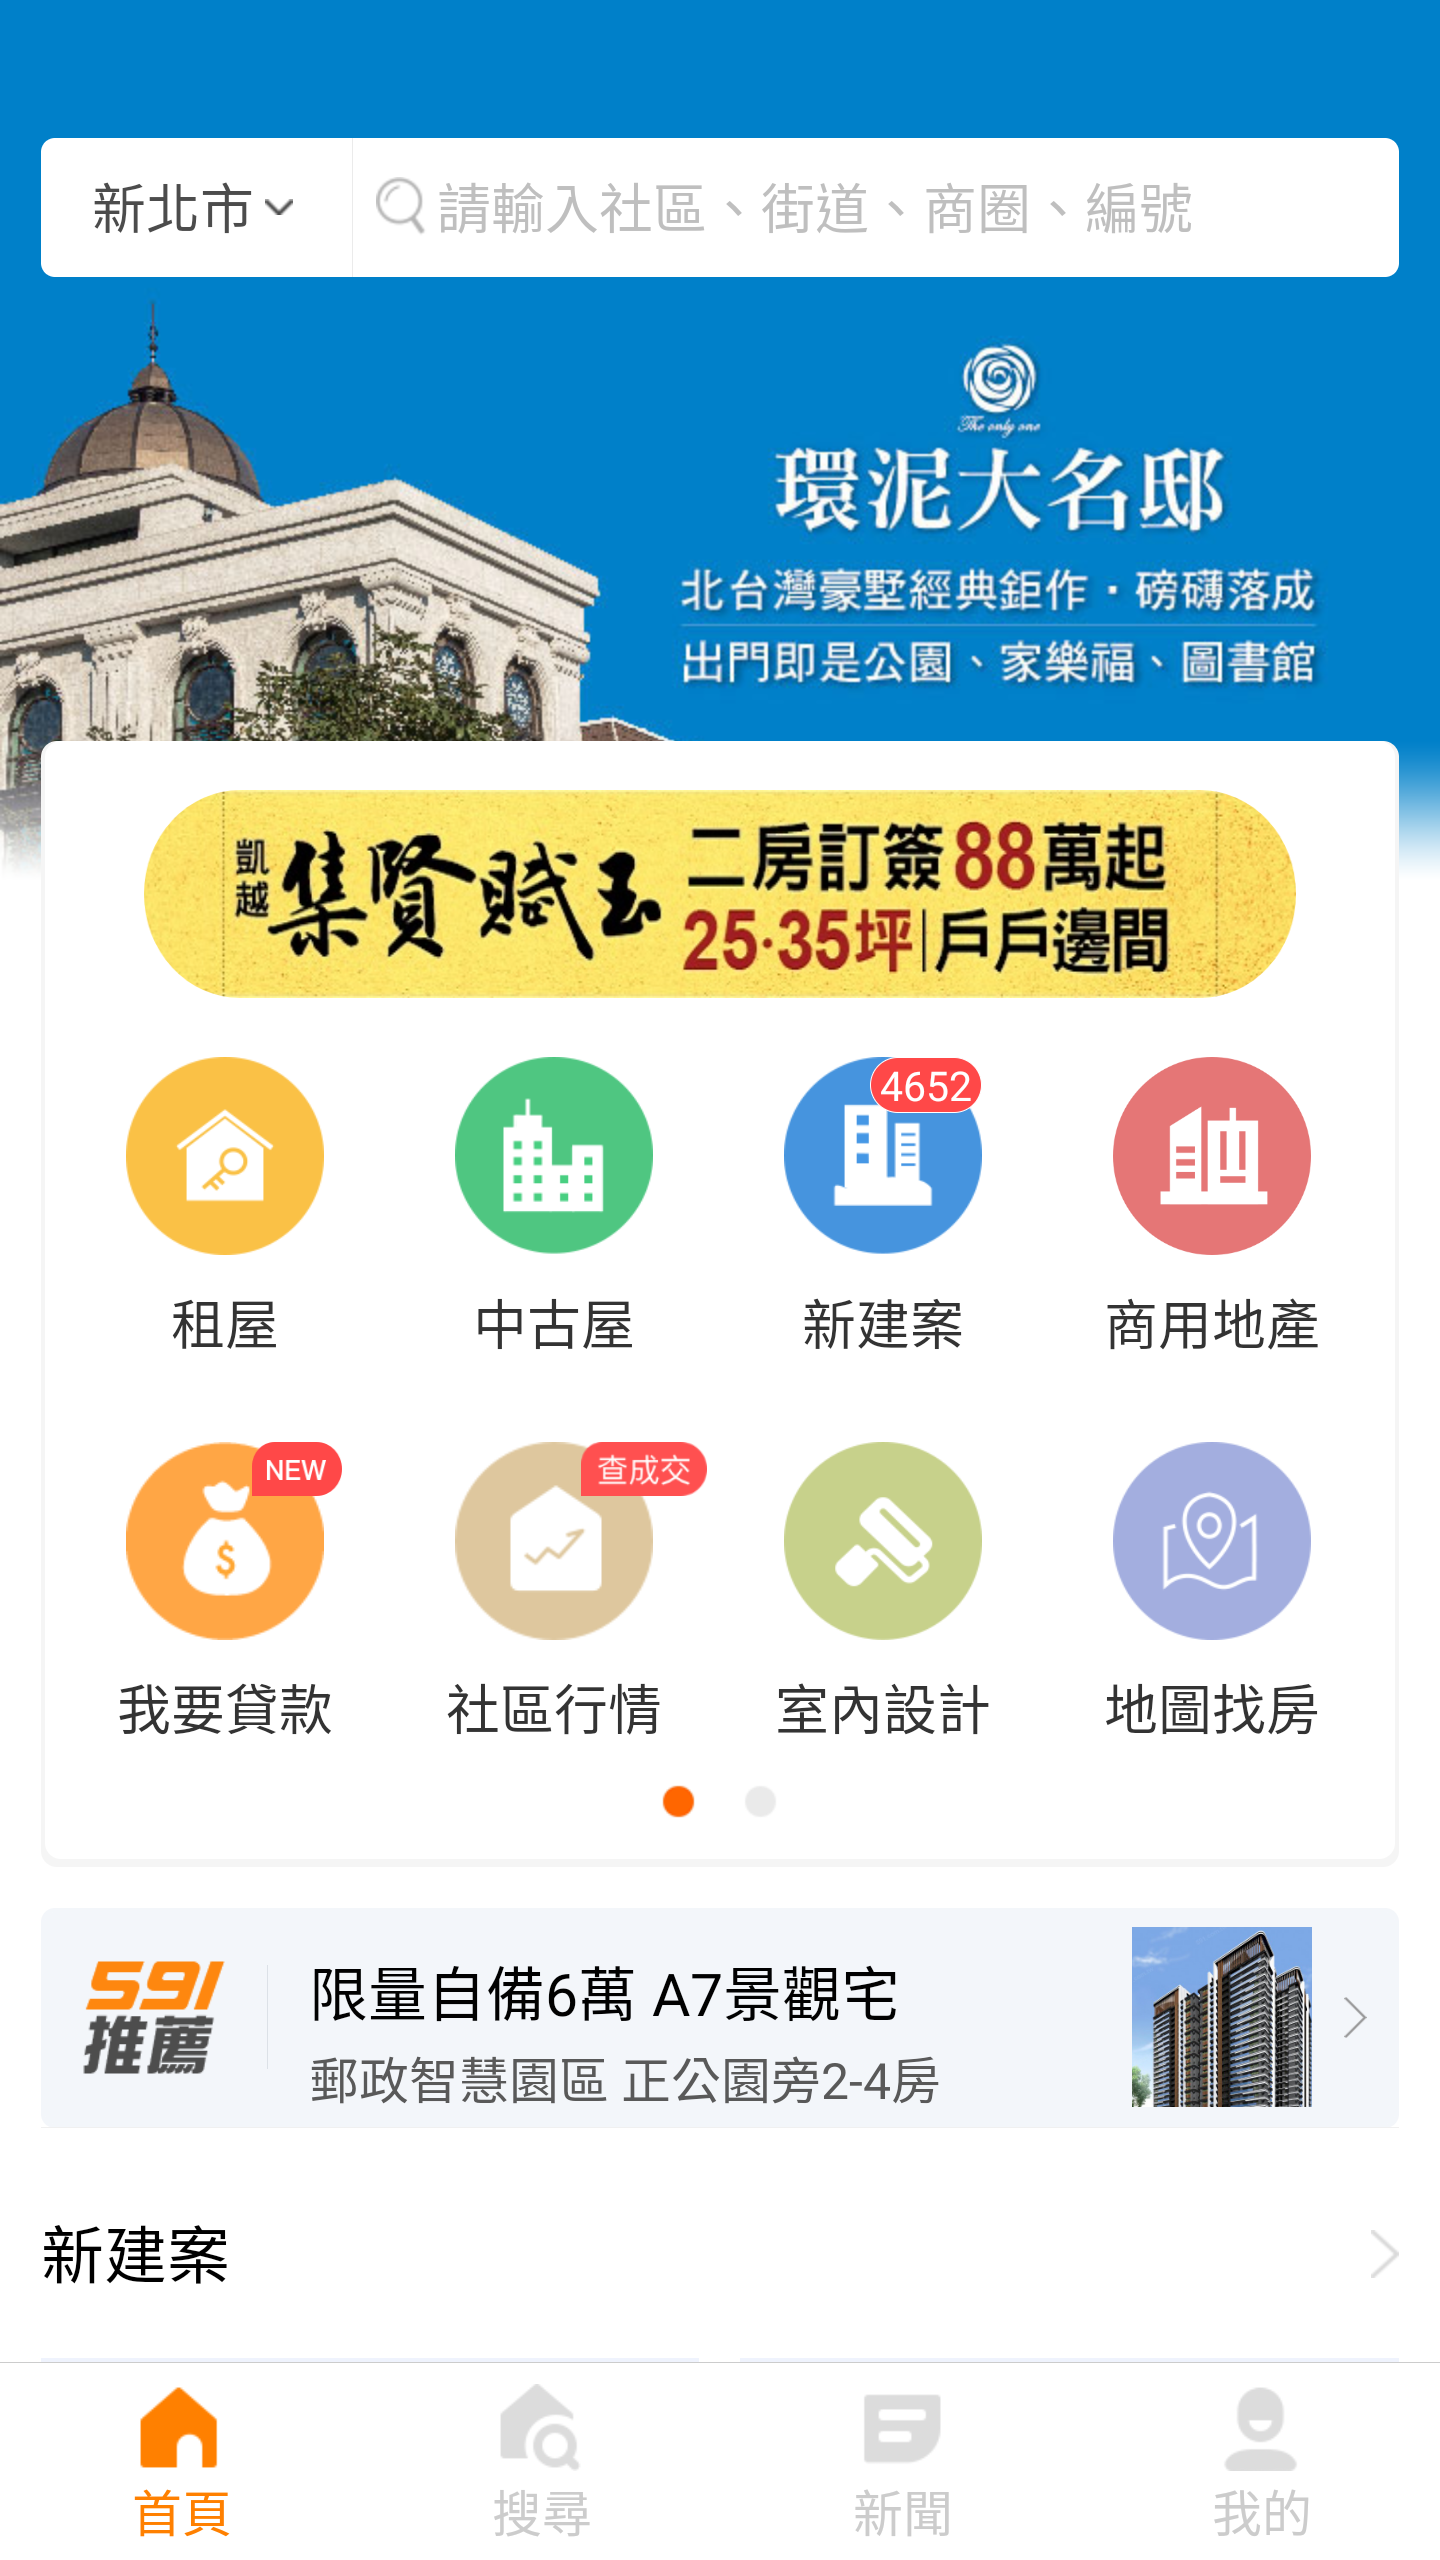 新北市
請輸入社區、街道、商圈、編號
The only one
環泥大名邸
北台灣豪墅經典鉅作・磅礴落成
出門即是公園、家樂福、圖書館
凱越 集賢賦玉
二房訂簽88萬起
25·35坪|戶戶邊間
4652
租屋
中古屋
新建案
商用地產
NEW
查成交
$
我要貸款
社區行情
室內設計
地圖找房
591
推薦
限量自備6萬 A7景觀宅
郵政智慧園區 正公園旁2-4房
新建案
首頁
搜尋
新聞
我的